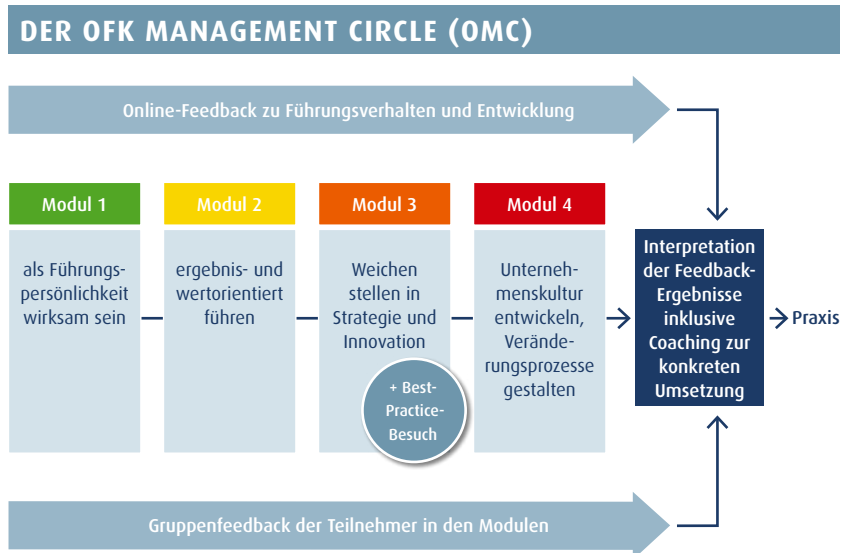 DER OFK MANAGEMENT CIRCLE (OMC)
Online-Feedback zu Führungsverhalten und Entwicklung
Modul 1
als Führungs-
persönlichkeit
wirksam sein
Modul 2
ergebnis- und
wertorientiert
führen
Modul 3
Weichen
stellen in
Strategie und
Innovation
+ Best-
Practice-
Besuch
Modul 4
Unterneh-
menskultur
entwickeln,
Verände-
rungsprozesse
gestalten
Interpretation
der Feedback-
Ergebnisse
inklusive
Coaching zur
konkreten
Umsetzung
Praxis
Gruppenfeedback der Teilnehmer in den Modulen